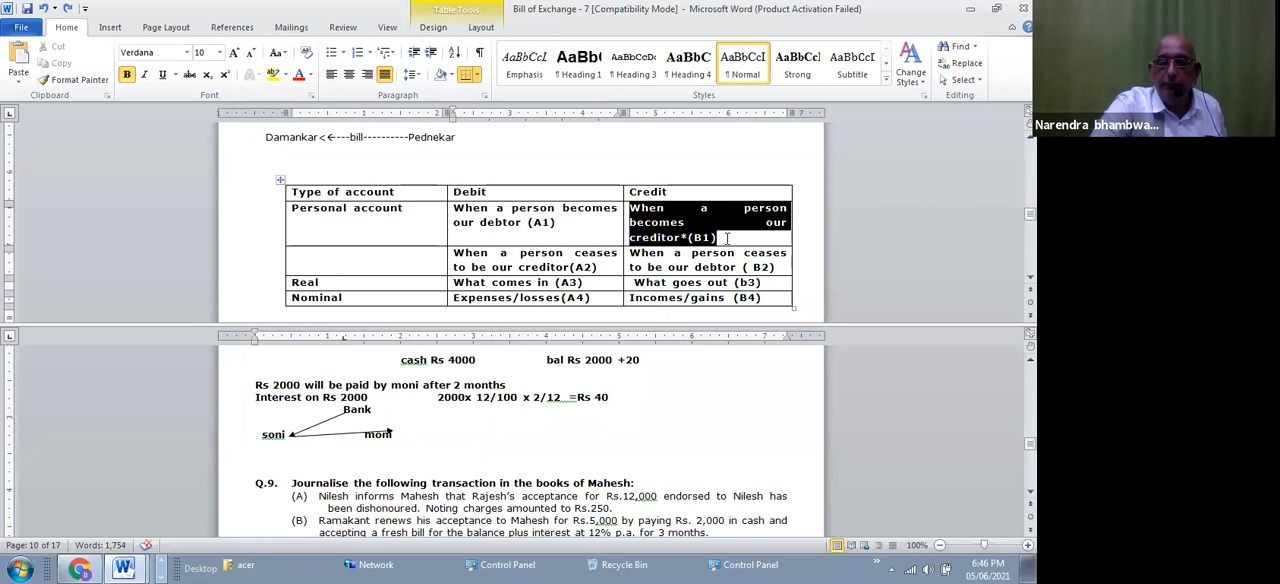 Table Tools
Bill of Exchange - 7 [Compatibility Mode] - Microsoft Word (Product Activation Failed)
File Home Insert Page Layout References Mailings Review View Design Layout
Paste
Cut
Copy
Format Painter
Clipboard
Verdana 10
Font
Paragraph
AaBbCcI Emphasis
AaBb( ¶ Heading 1
AaBbCcDc ¶ Heading 3
AaBbC ¶ Heading 4
AaBbCcI ¶ Normal
AaBbCc Strong
AaBbCcI Subtitle
Change Styles
Styles
Find
Replace
Select
Editing
Narendra bhambwa...
Damankar<←---bill----------Pednekar
Type of account Debit Credit
Personal account When a person becomes our debtor (A1) When a person becomes our creditor*(B1)
When a person ceases to be our creditor(A2) When a person ceases to be our debtor ( B2)
Real What comes in (A3) What goes out (b3)
Nominal Expenses/losses(A4) Incomes/gains (B4)
cash Rs 4000 bal Rs 2000 +20
Rs 2000 will be paid by moni after 2 months
Interest on Rs 2000 2000x 12/100 x 2/12 =Rs 40
Bank
soni moni
Q.9. Journalise the following transaction in the books of Mahesh:
(A) Nilesh informs Mahesh that Rajesh's acceptance for Rs.12,000 endorsed to Nilesh has
been dishonoured. Noting charges amounted to Rs.250.
(B) Ramakant renews his acceptance to Mahesh for Rs.5,000 by paying Rs. 2,000 in cash and
accepting a fresh bill for the balance plus interest at 12% p.a. for 3 months.
Page: 10 of 17 Words: 1,754 100%
Desktop acer Network Control Panel Recycle Bin Control Panel
6:46 PM
05/06/2021